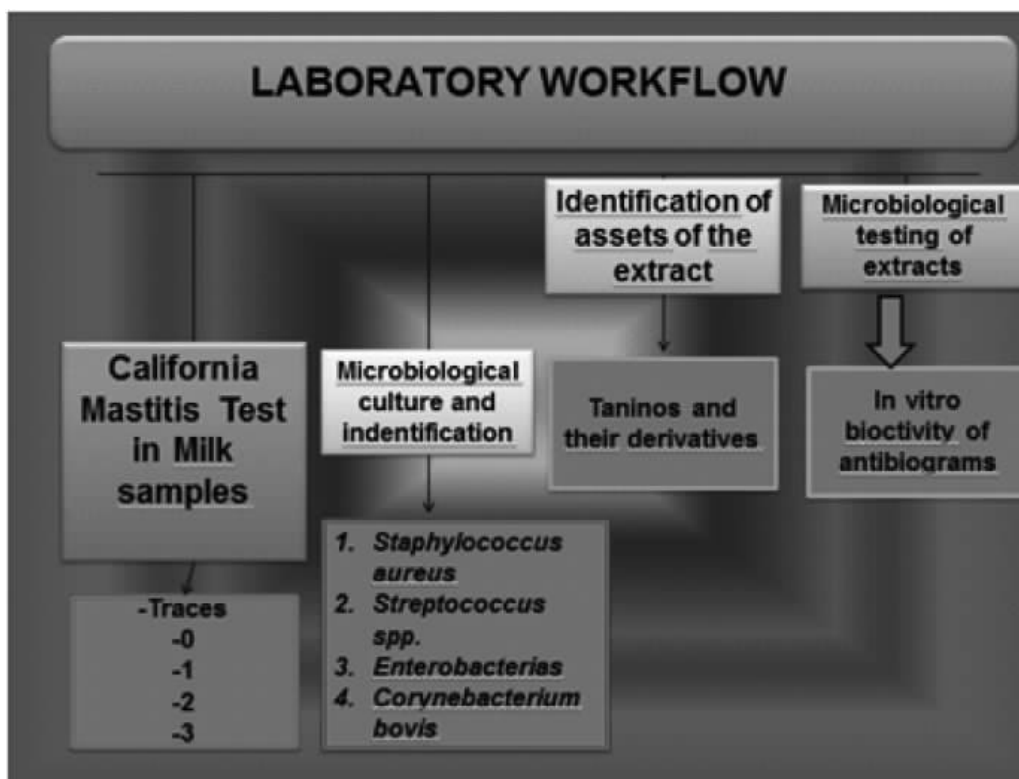 LABORATORY WORKFLOW
California
Mastitis Test
in Milk
samples
-Traces
-0
-1
-2
-3
Microbiological
culture and
indentification
1. Staphylococcus
aureus
2. Streptococcus
spp.
3. Enterobacterias
4. Corynebacterium
bovis
Identification of
assets of the
extract
Taninos and
their derivatives
Microbiological
testing of
extracts
In vitro
bioctivity of
antibiograms